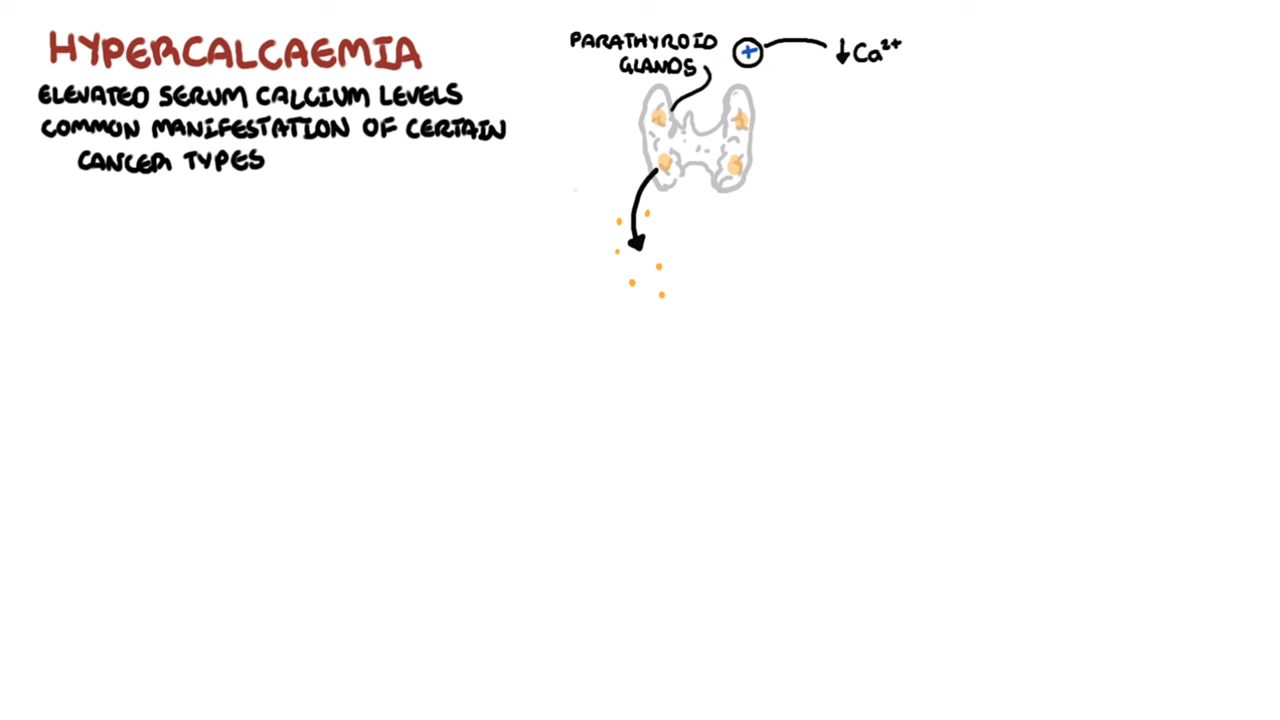 HYPERCALCAEMIA
ELEVATED SERUM CALCIUM LEVELS
COMMON MANIFESTATION OF CERTAIN
CANCER TYPES
PARATHYROID
GLANDS
+
↓Ca²⁺